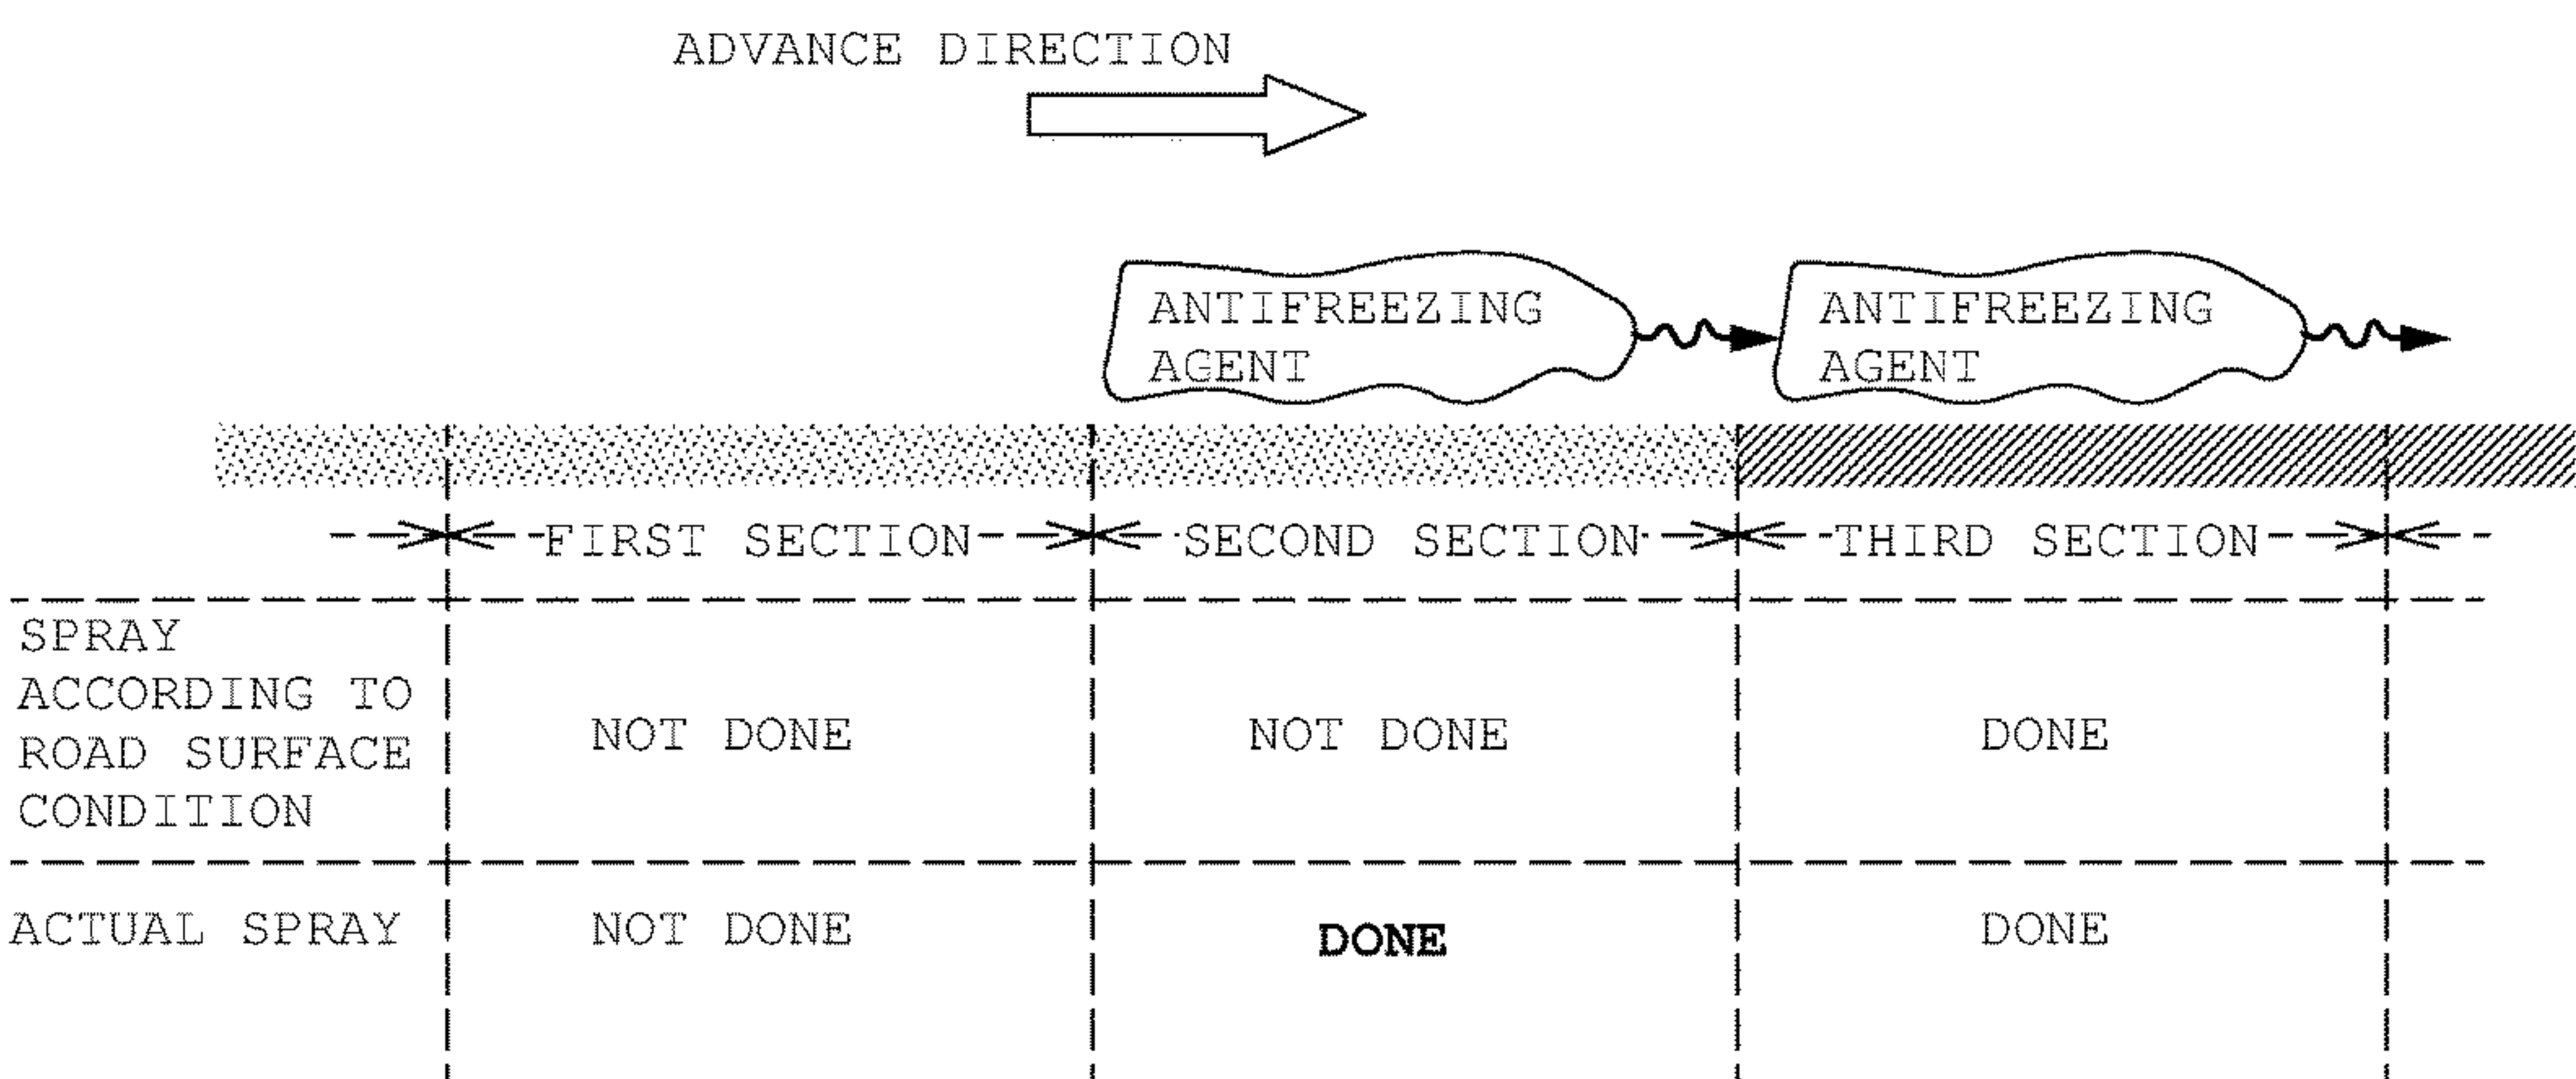 ADVANCE DIRECTION
ANTIFREEZING
AGENT
ANTIFREEZING
AGENT
FIRST SECTION
SECOND SECTION
THIRD SECTION
SPRAY
ACCORDING TO
ROAD SURFACE
CONDITION
NOT DONE
NOT DONE
DONE
ACTUAL SPRAY
NOT DONE
DONE
DONE